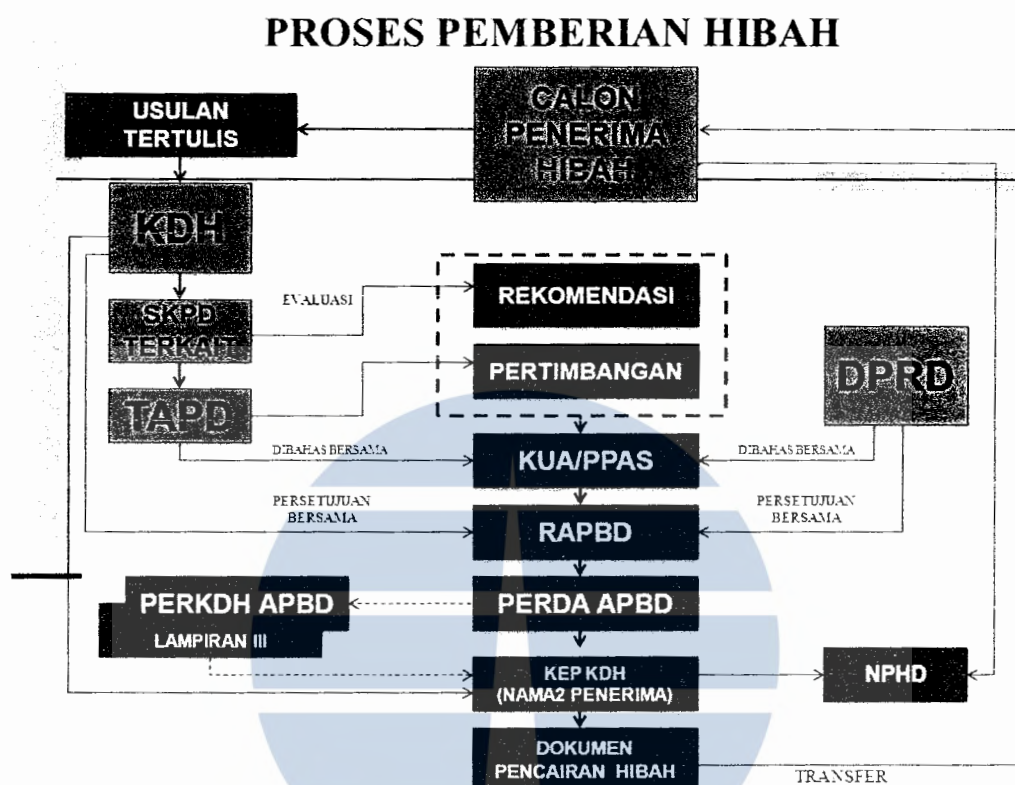 PROSES PEMBERIAN HIBAH
USULAN
TERTULIS
CALON
PENERIMA
HIBAH
KDH
SKPD
TERKAIT
EVALUASI
REKOMENDASI
PERTIMBANGAN
TAPD
DPRD
DIBAHAS BERSAMA
KUA/PPAS
DIBAHAS BERSAMA
PERSETUJUAN
BERSAMA
RAPBD
PERSETUJUAN
BERSAMA
PERKDH APBD
LAMPIRAN III
PERDA APBD
KEP KDH
(NAMA2 PENERIMA)
NPHD
DOKUMEN
PENCAIRAN HIBAH
TRANSFER